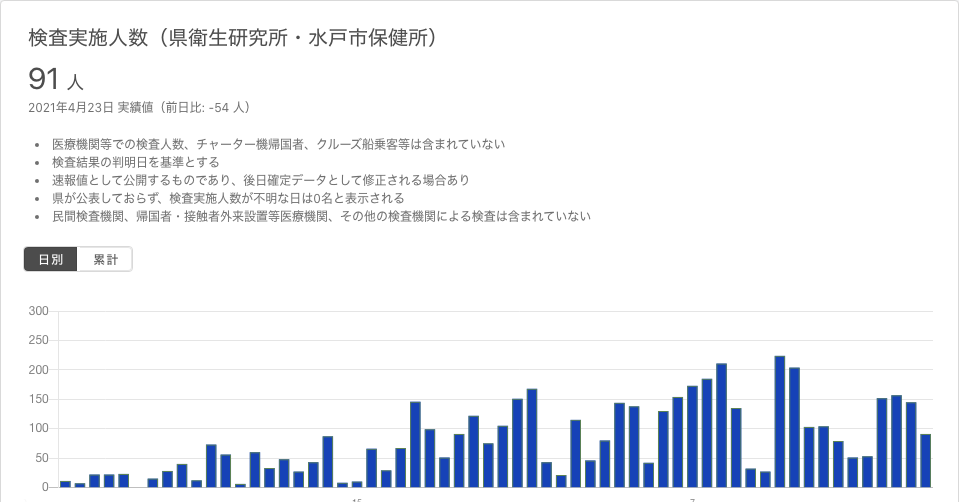 検査実施人数（県衛生研究所・水戸市保健所）
91 人
2021年4月23日 実績値（前日比: -54 人）
• 医療機関等での検査人数、チャーター機帰国者、クルーズ船乗客等は含まれていない
• 検査結果の判明日を基準とする
• 速報値として公開するものであり、後日確定データとして修正される場合あり
• 県が公表しておらず、検査実施人数が不明な日は0名と表示される
• 民間検査機関、帰国者・接触者外来設置等医療機関、その他の検査機関による検査は含まれていない
日別 累計
300
250
200
150
100
50
0